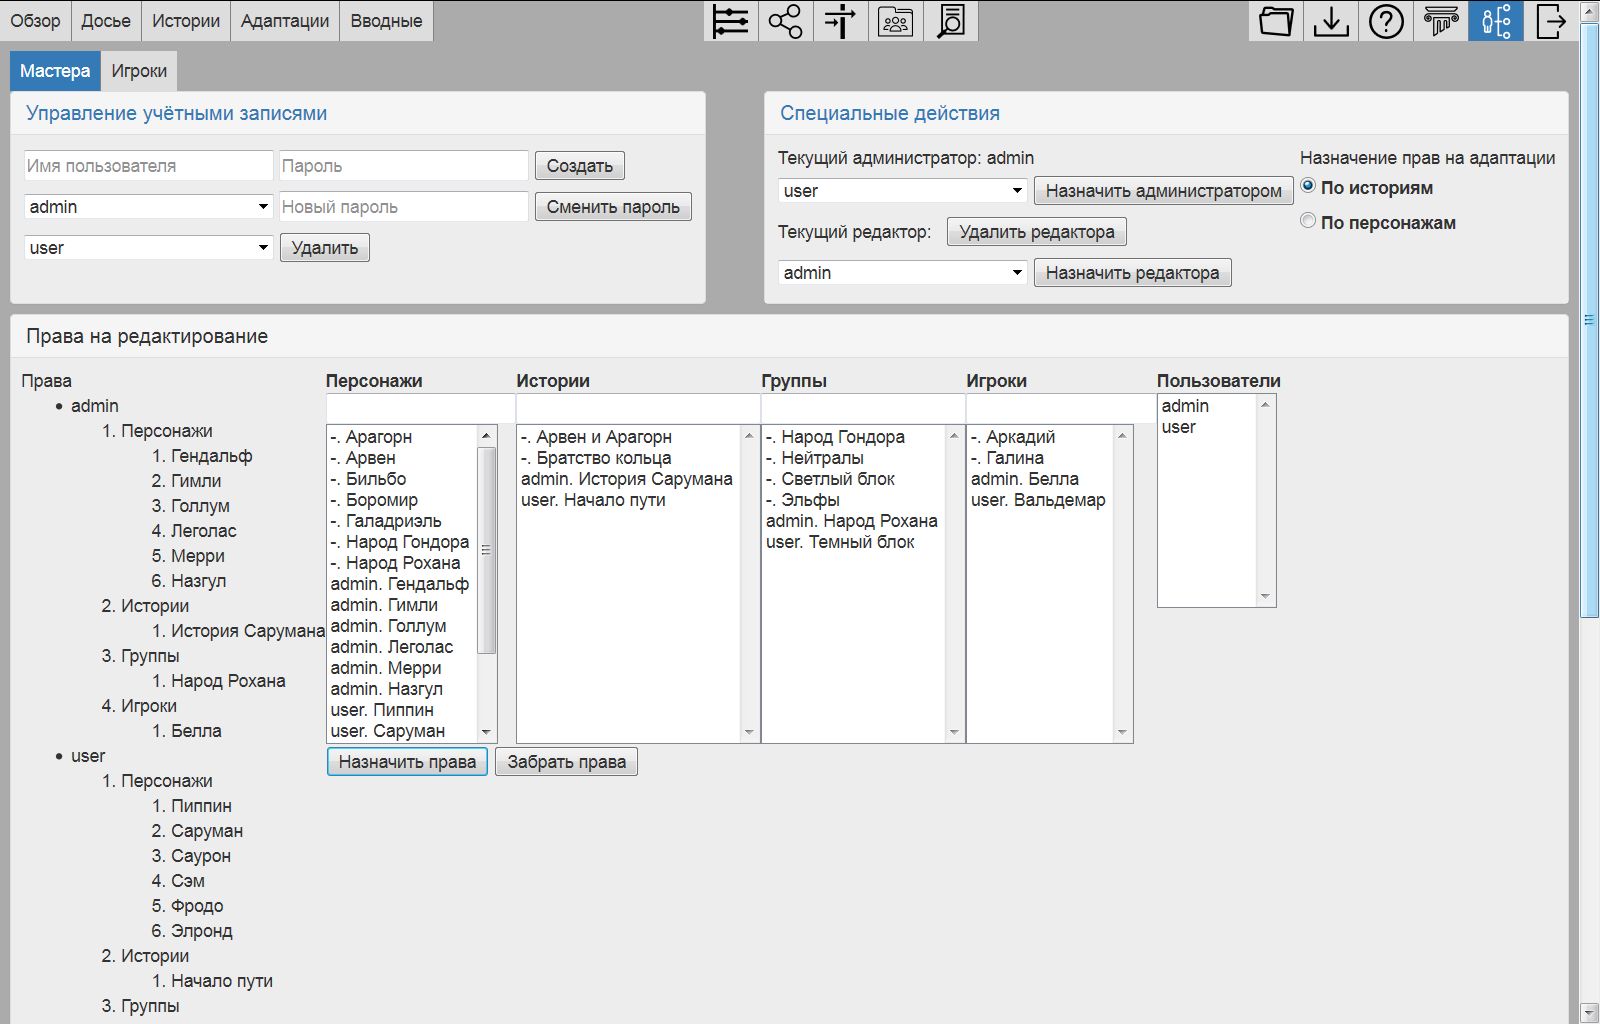 Обзор Досье Истории Адаптации Вводные
Мастера Игроки
Управление учётными записями
Имя пользователя Пароль Создать
admin Новый пароль Сменить пароль
user Удалить
Специальные действия
Текущий администратор: admin
user Назначить администратором
Текущий редактор: Удалить редактора
admin Назначить редактора
Назначение прав на адаптации
По историям
По персонажам
Права на редактирование
Права
• admin
1. Персонажи
1. Гендальф
2. Гимли
3. Голлум
4. Леголас
5. Мерри
6. Назгул
2. Истории
1. История Сарумана
3. Группы
1. Народ Рохана
4. Игроки
1. Белла
• user
1. Персонажи
1. Пиппин
2. Саруман
3. Саурон
4. Сэм
5. Фродо
6. Элронд
2. Истории
1. Начало пути
3. Группы
Персонажи
-. Арагорн
-. Арвен
-. Бильбо
-. Боромир
-. Галадриэль
-. Народ Гондора
-. Народ Рохана
admin. Гендальф
admin. Гимли
admin. Голлум
admin. Леголас
admin. Мерри
admin. Назгул
user. Пиппин
user. Саруман
Истории
-. Арвен и Арагорн
-. Братство кольца
admin. История Сарумана
user. Начало пути
Группы
-. Народ Гондора
-. Нейтралы
-. Светлый блок
-. Эльфы
admin. Народ Рохана
user. Темный блок
Игроки
-. Аркадий
-. Галина
admin. Белла
user. Вальдемар
Пользователи
admin
user
Назначить права Забрать права